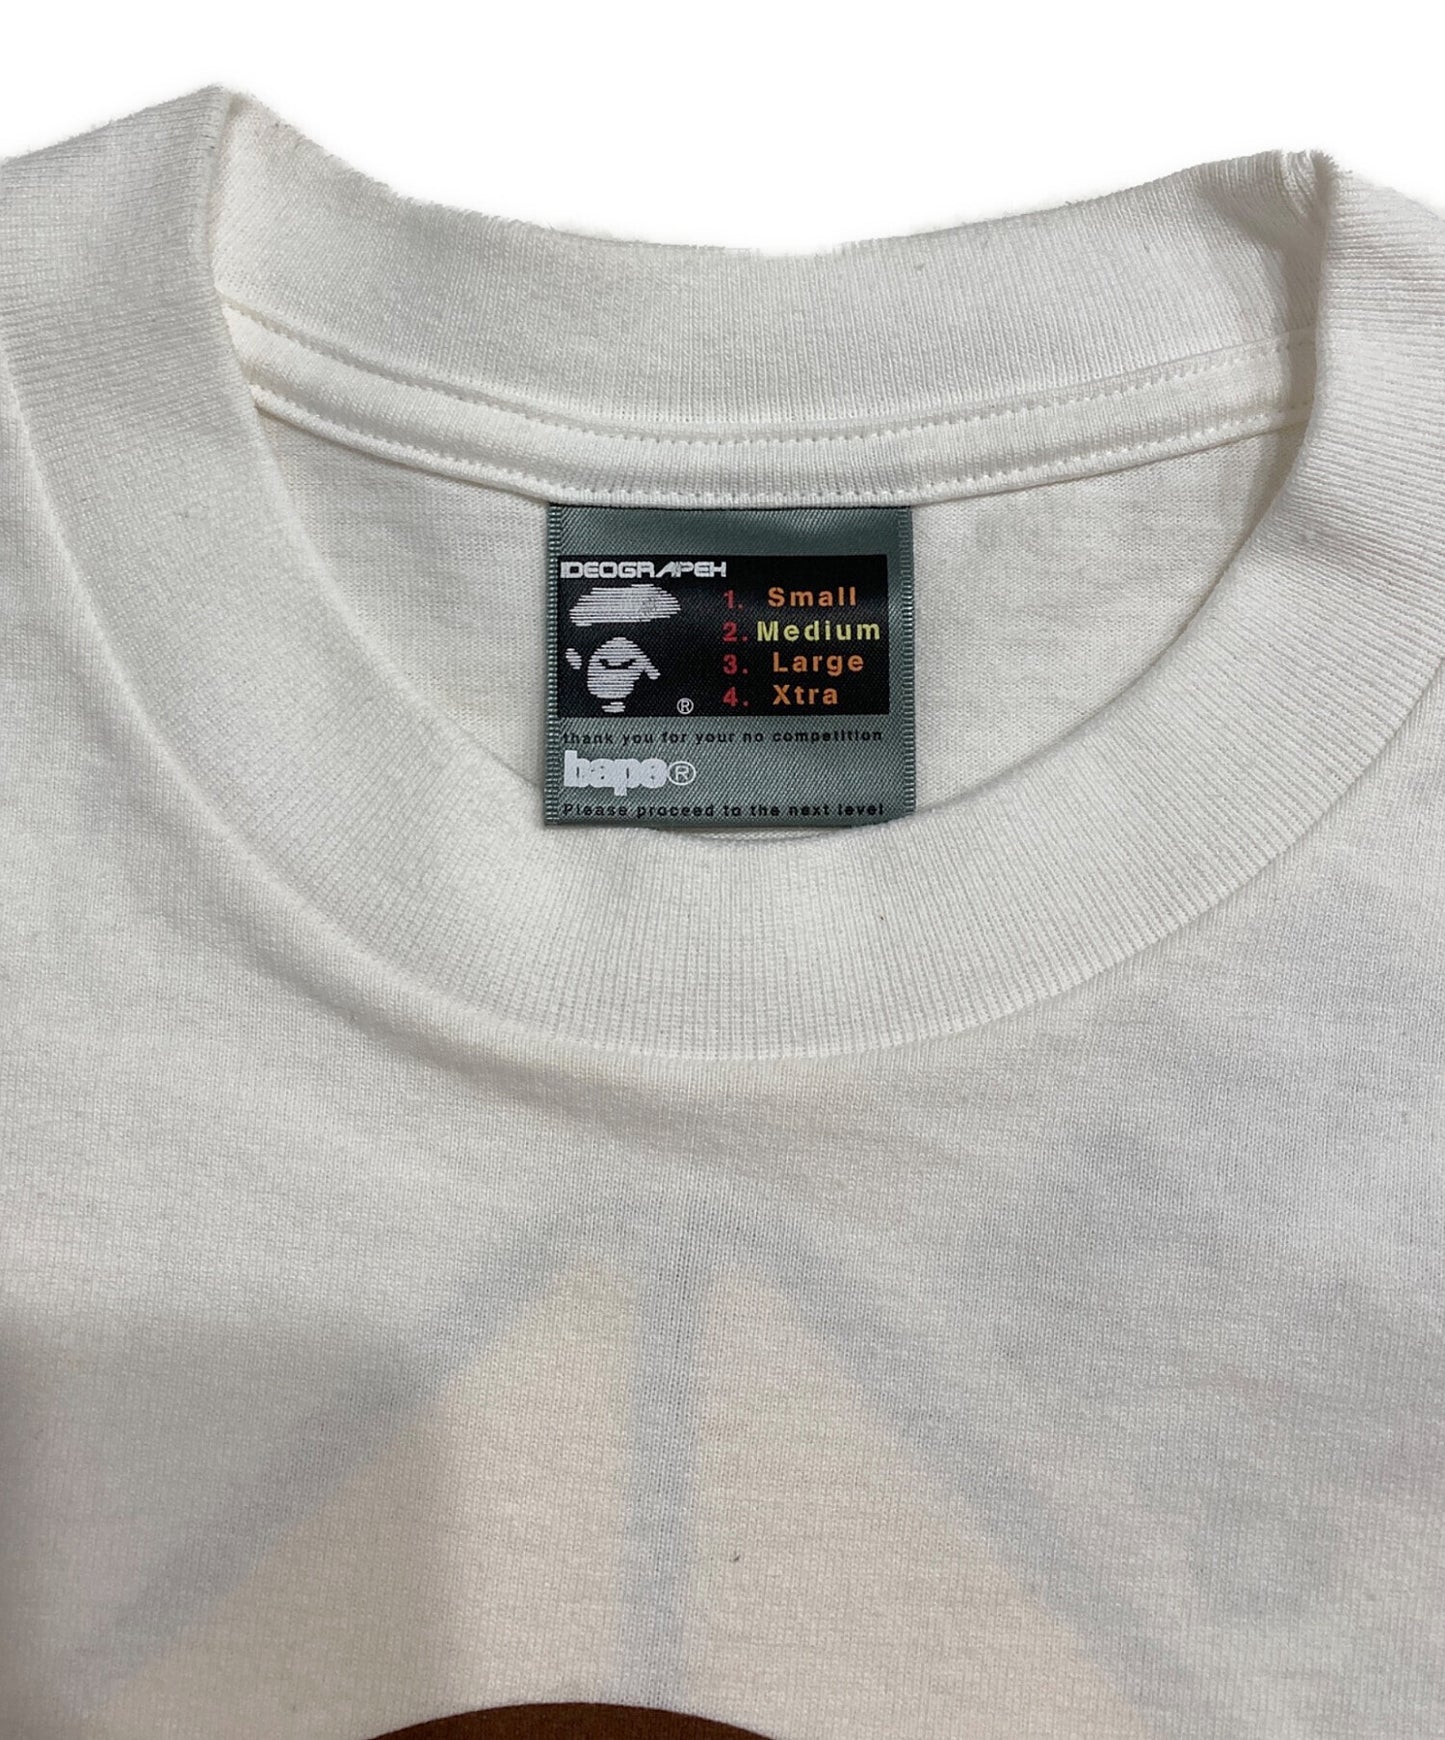 IDEOGRAPEH
1. Small
2. Medium
3. Large
4. Xtra
®
thank you for your no competition
bape®
Please proceed to the next level